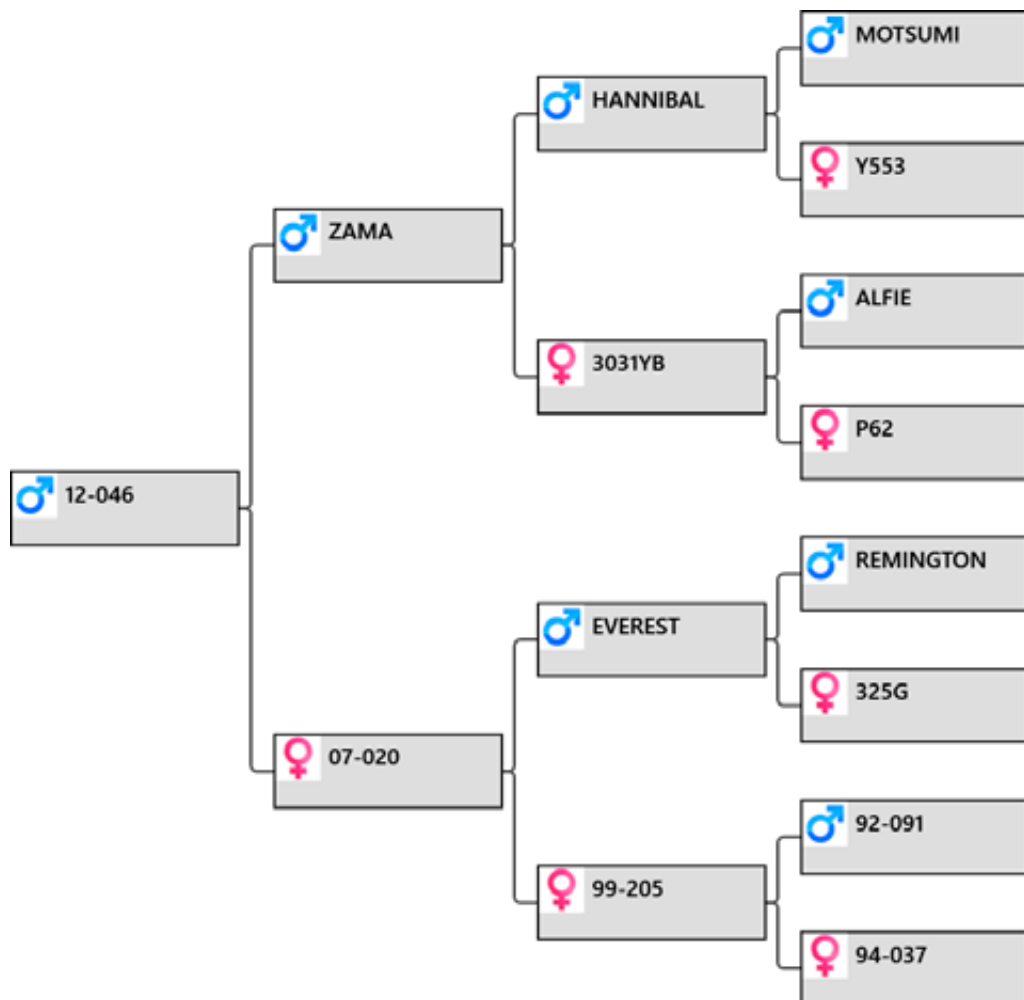 MOTSUMI
HANNIBAL
Y553
ZAMA
ALFIE
3031YB
P62
12-046
REMINGTON
EVEREST
325G
07-020
92-091
99-205
94-037